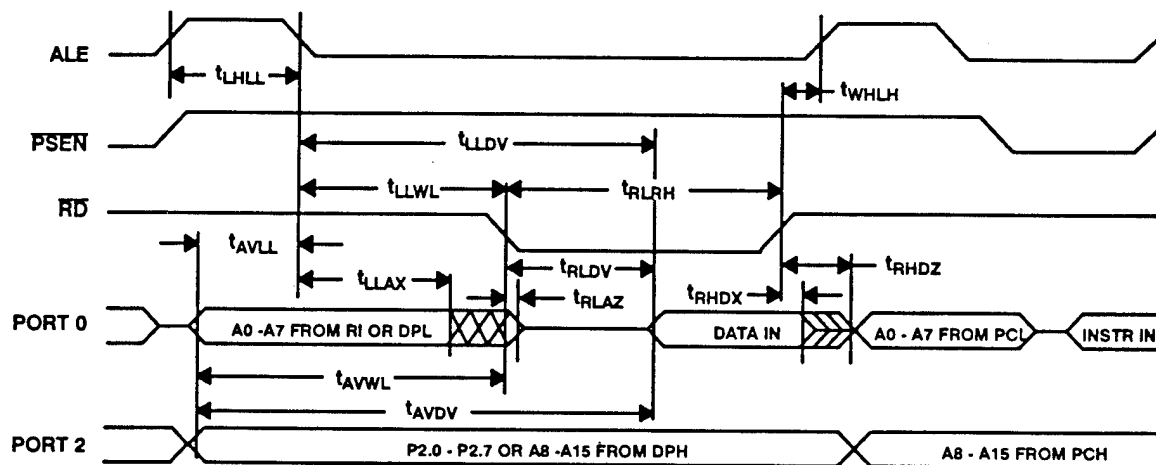 ALE
tLHLL
tWHLH
PSEN
tLLDV
tLLWL
tRLRH
RD
tAVLL
tLLAX
tRLDV
tRLAZ
tRHDX
tRHDZ
PORT 0
A0 -A7 FROM RI OR DPL
DATA IN
A0 - A7 FROM PCL
INSTR IN
tAVWL
tAVDV
PORT 2
P2.0 - P2.7 OR A8 -A15 FROM DPH
A8 - A15 FROM PCH